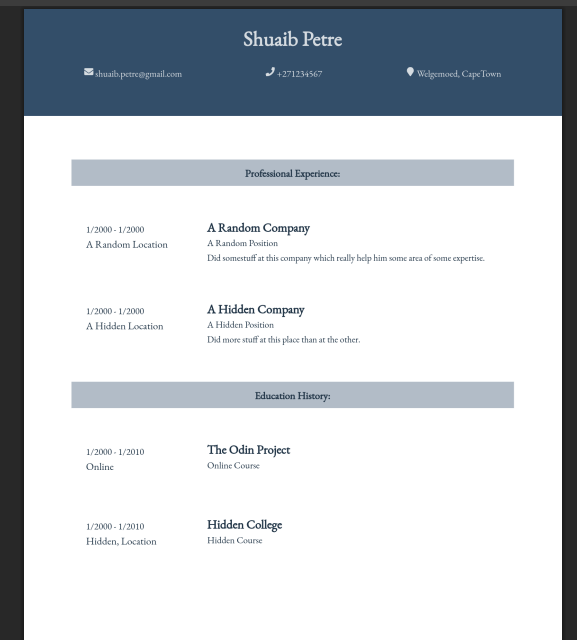 Shuaib Petre
shuaib.petre@gmail.com +271234567 Welgemoed, CapeTown
Professional Experience:
1/2000 - 1/2000
A Random Location
A Random Company
A Random Position
Did somestuff at this company which really help him some area of some expertise.
1/2000 - 1/2000
A Hidden Location
A Hidden Company
A Hidden Position
Did more stuff at this place than at the other.
Education History:
1/2000 - 1/2010
Online
The Odin Project
Online Course
1/2000 - 1/2010
Hidden, Location
Hidden College
Hidden Course